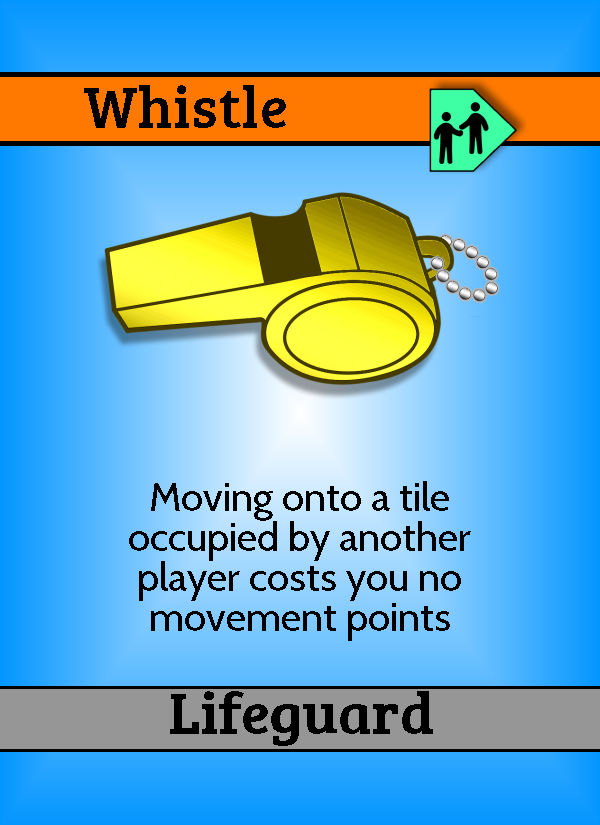 Whistle
Moving onto a tile
occupied by another
player costs you no
movement points
Lifeguard